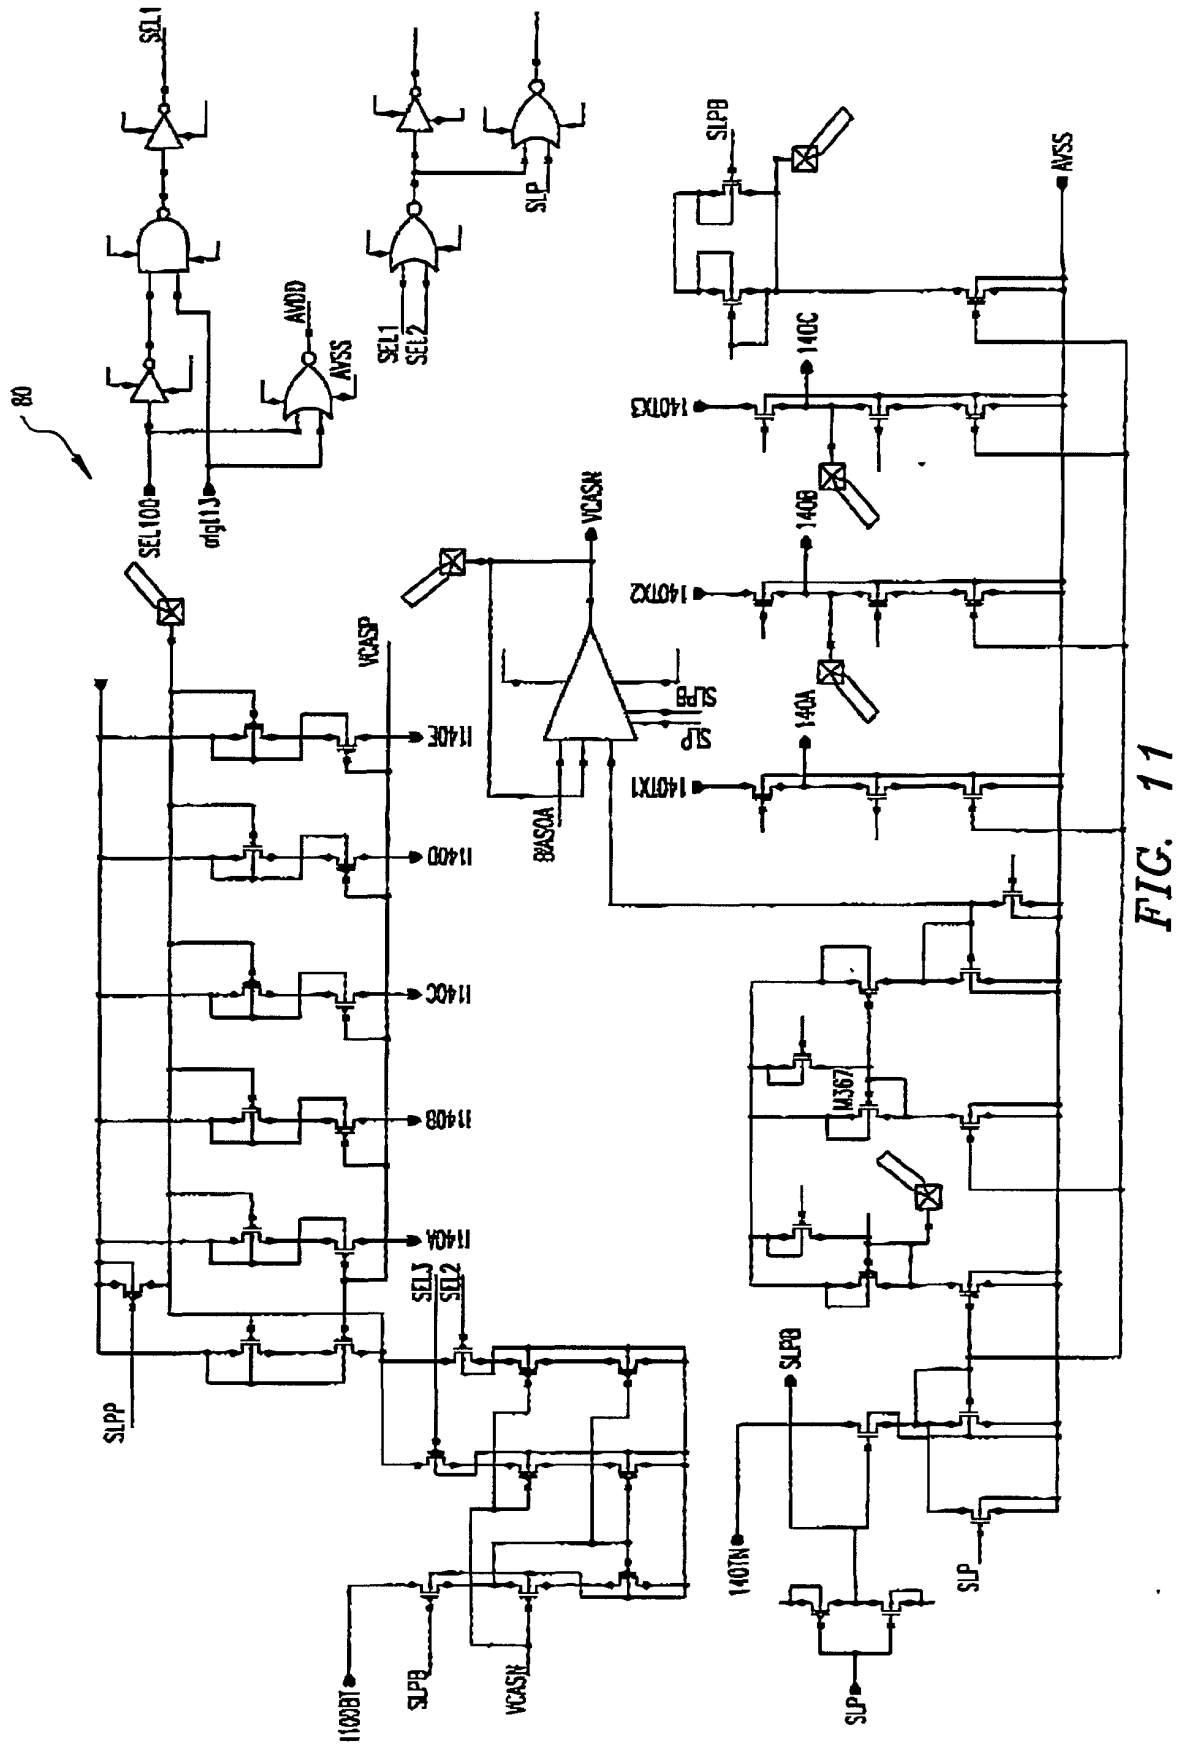 80
SEL1
SEL100
atg[1]
AVDD
AVSS
SEL1
SEL2
SLP
SLPP
VCASP
I140A
I140B
I140C
I140D
I140E
SEL3
SEL2
I100BT
SLPB
VCASN
BIASOA
SLP
SLPB
VCASN
140TX1
140A
140TX2
140B
140TX3
140C
SLPB
AVSS
M367
SLP
140TN
SLPB
SLP
FIG. 11